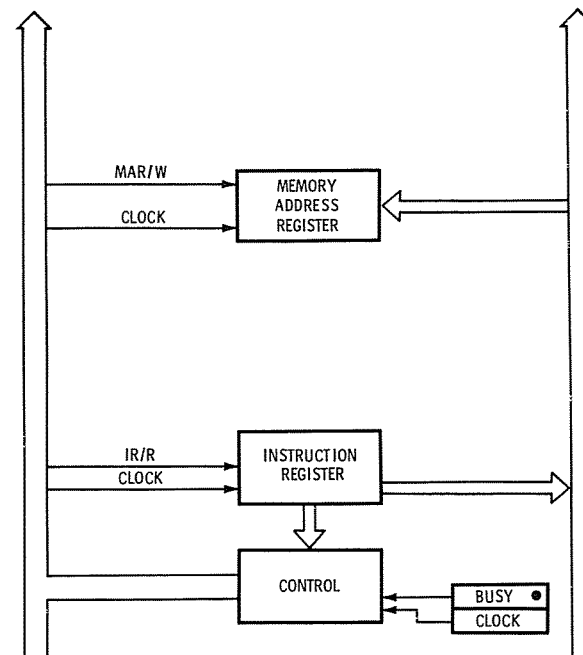 MAR/W
CLOCK
MEMORY
ADDRESS
REGISTER
IR/R
CLOCK
INSTRUCTION
REGISTER
CONTROL
BUSY
CLOCK